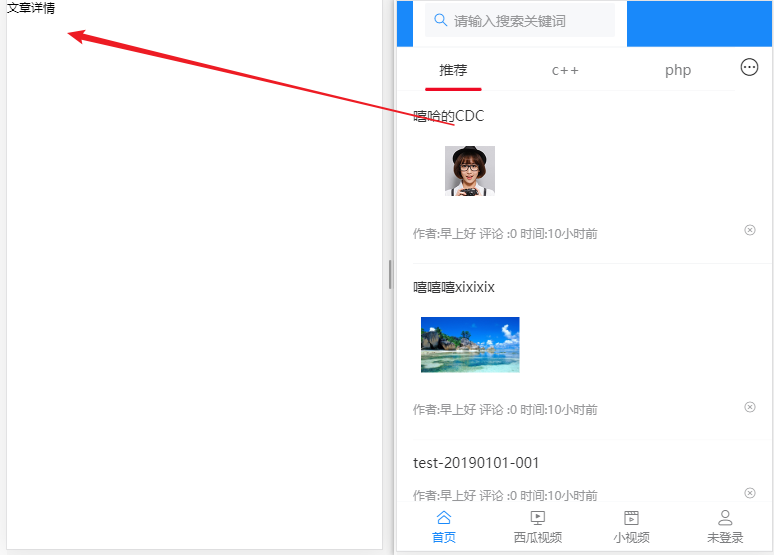 文章详情
请输入搜索关键词
推荐 c++ php
嘻哈的CDC
作者:早上好 评论 :0 时间:10小时前
嘻嘻嘻xixixix
作者:早上好 评论 :0 时间:10小时前
test-20190101-001
作者:早上好 评论 :0 时间:10小时前
首页 西瓜视频 小视频 未登录